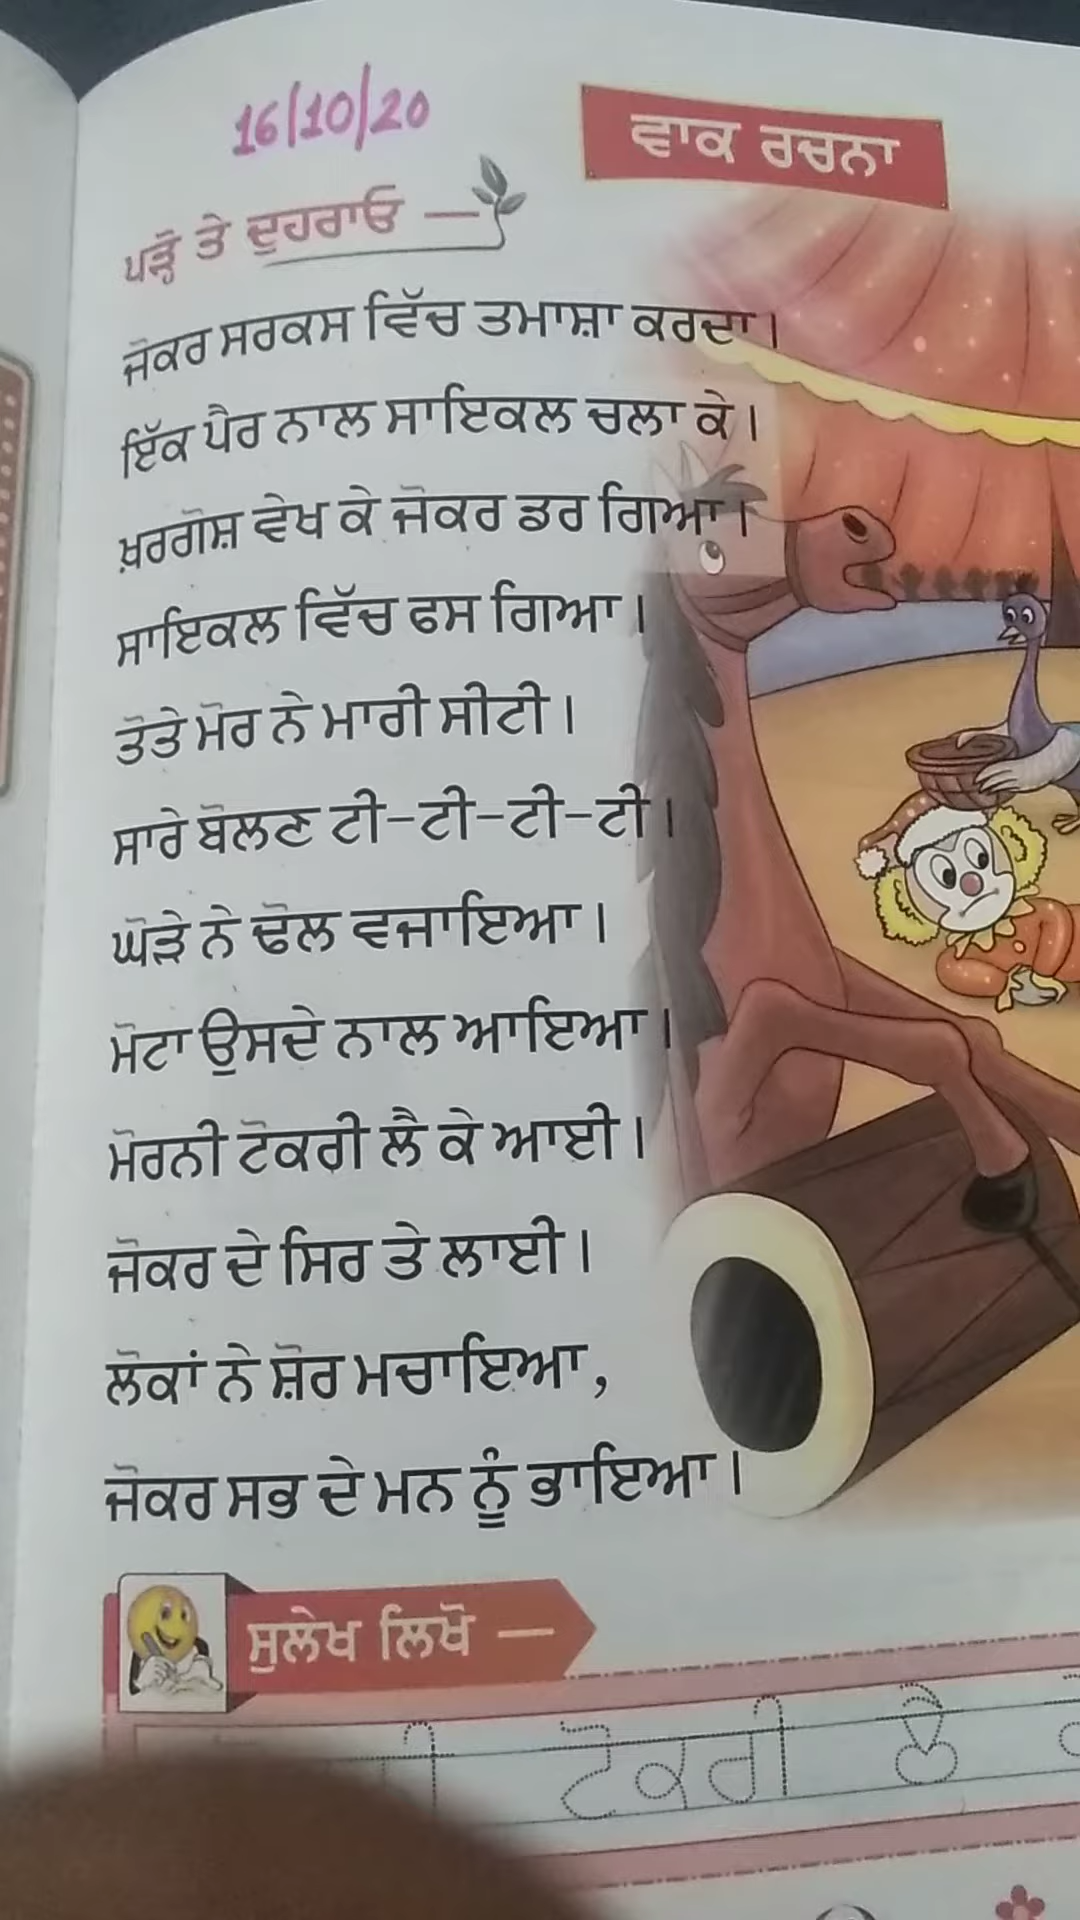 16/10/20
ਵਾਕ ਰਚਨਾ
ਪੜ੍ਹੋ ਤੇ ਦੁਹਰਾਓ —
ਜੋਕਰ ਸਰਕਸ ਵਿੱਚ ਤਮਾਸ਼ਾ ਕਰਦਾ।
ਇੱਕ ਪੈਰ ਨਾਲ ਸਾਇਕਲ ਚਲਾ ਕੇ।
ਖ਼ਰਗੋਸ਼ ਵੇਖ ਕੇ ਜੋਕਰ ਡਰ ਗਿਆ।
ਸਾਇਕਲ ਵਿੱਚ ਫਸ ਗਿਆ।
ਤੋਤੇ ਮੋਰ ਨੇ ਮਾਰੀ ਸੀਟੀ।
ਸਾਰੇ ਬੋਲਣ ਟੀ-ਟੀ-ਟੀ-ਟੀ।
ਘੋੜੇ ਨੇ ਢੋਲ ਵਜਾਇਆ।
ਮੋਟਾ ਉਸਦੇ ਨਾਲ ਆਇਆ।
ਮੋਰਨੀ ਟੋਕਰੀ ਲੈ ਕੇ ਆਈ।
ਜੋਕਰ ਦੇ ਸਿਰ ਤੇ ਲਾਈ।
ਲੋਕਾਂ ਨੇ ਸ਼ੋਰ ਮਚਾਇਆ,
ਜੋਕਰ ਸਭ ਦੇ ਮਨ ਨੂੰ ਭਾਇਆ।
ਸੁਲੇਖ ਲਿਖੋ —
ਟੋਕਰੀ ਲੈ